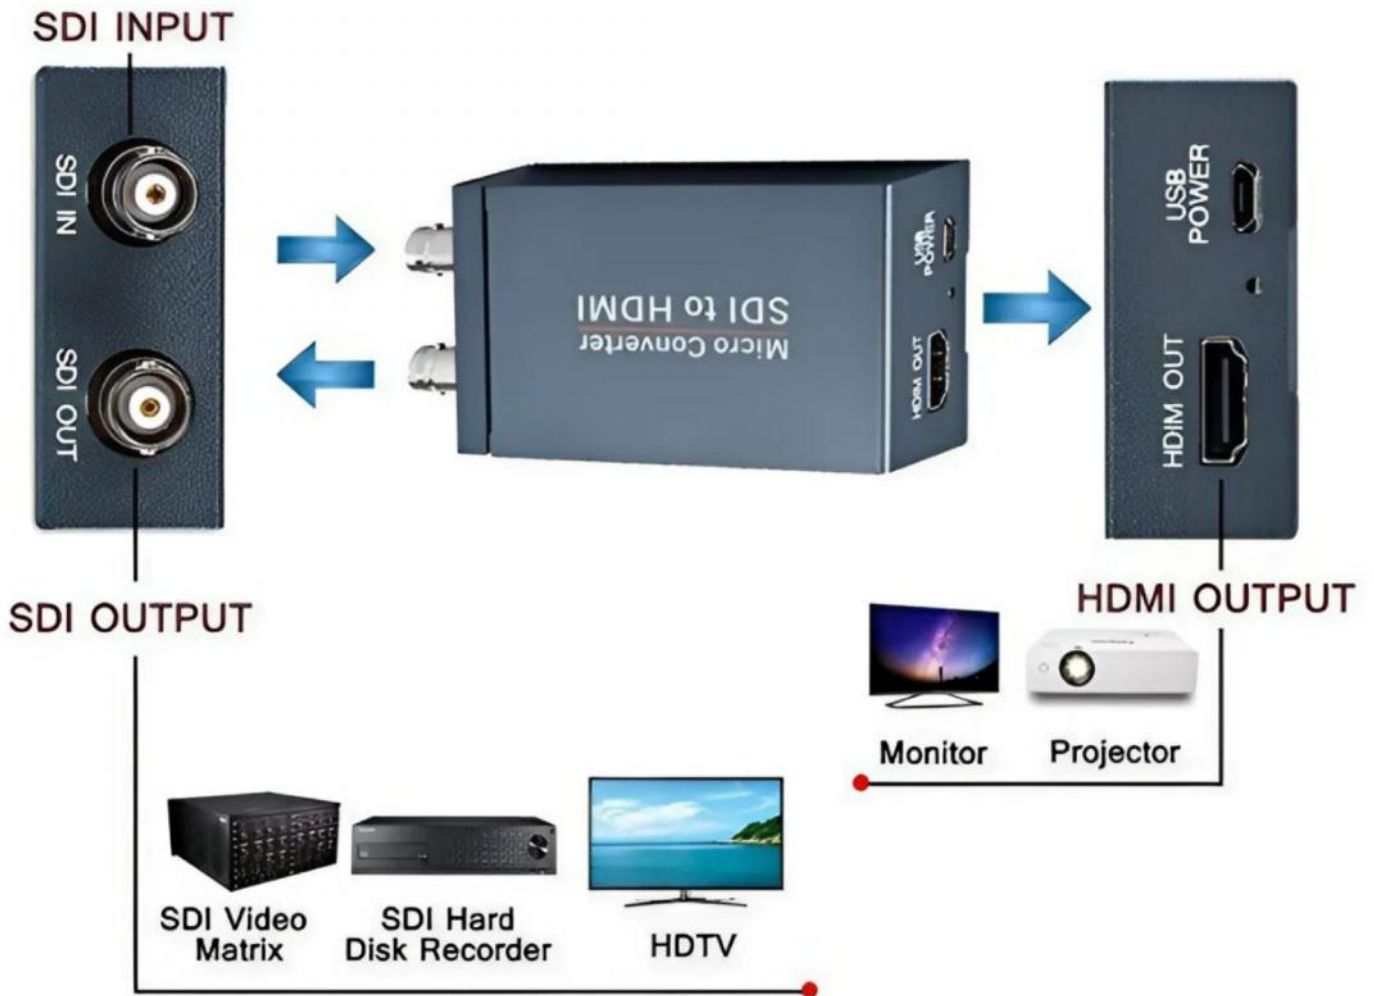 SDI INPUT
SDI IN
SDI OUT
SDI OUTPUT
Micro Converter
SDI to HDMI
USB
POWER
HDIM OUT
USB
POWER
HDIM OUT
HDMI OUTPUT
Monitor
Projector
SDI Video
Matrix
SDI Hard
Disk Recorder
HDTV